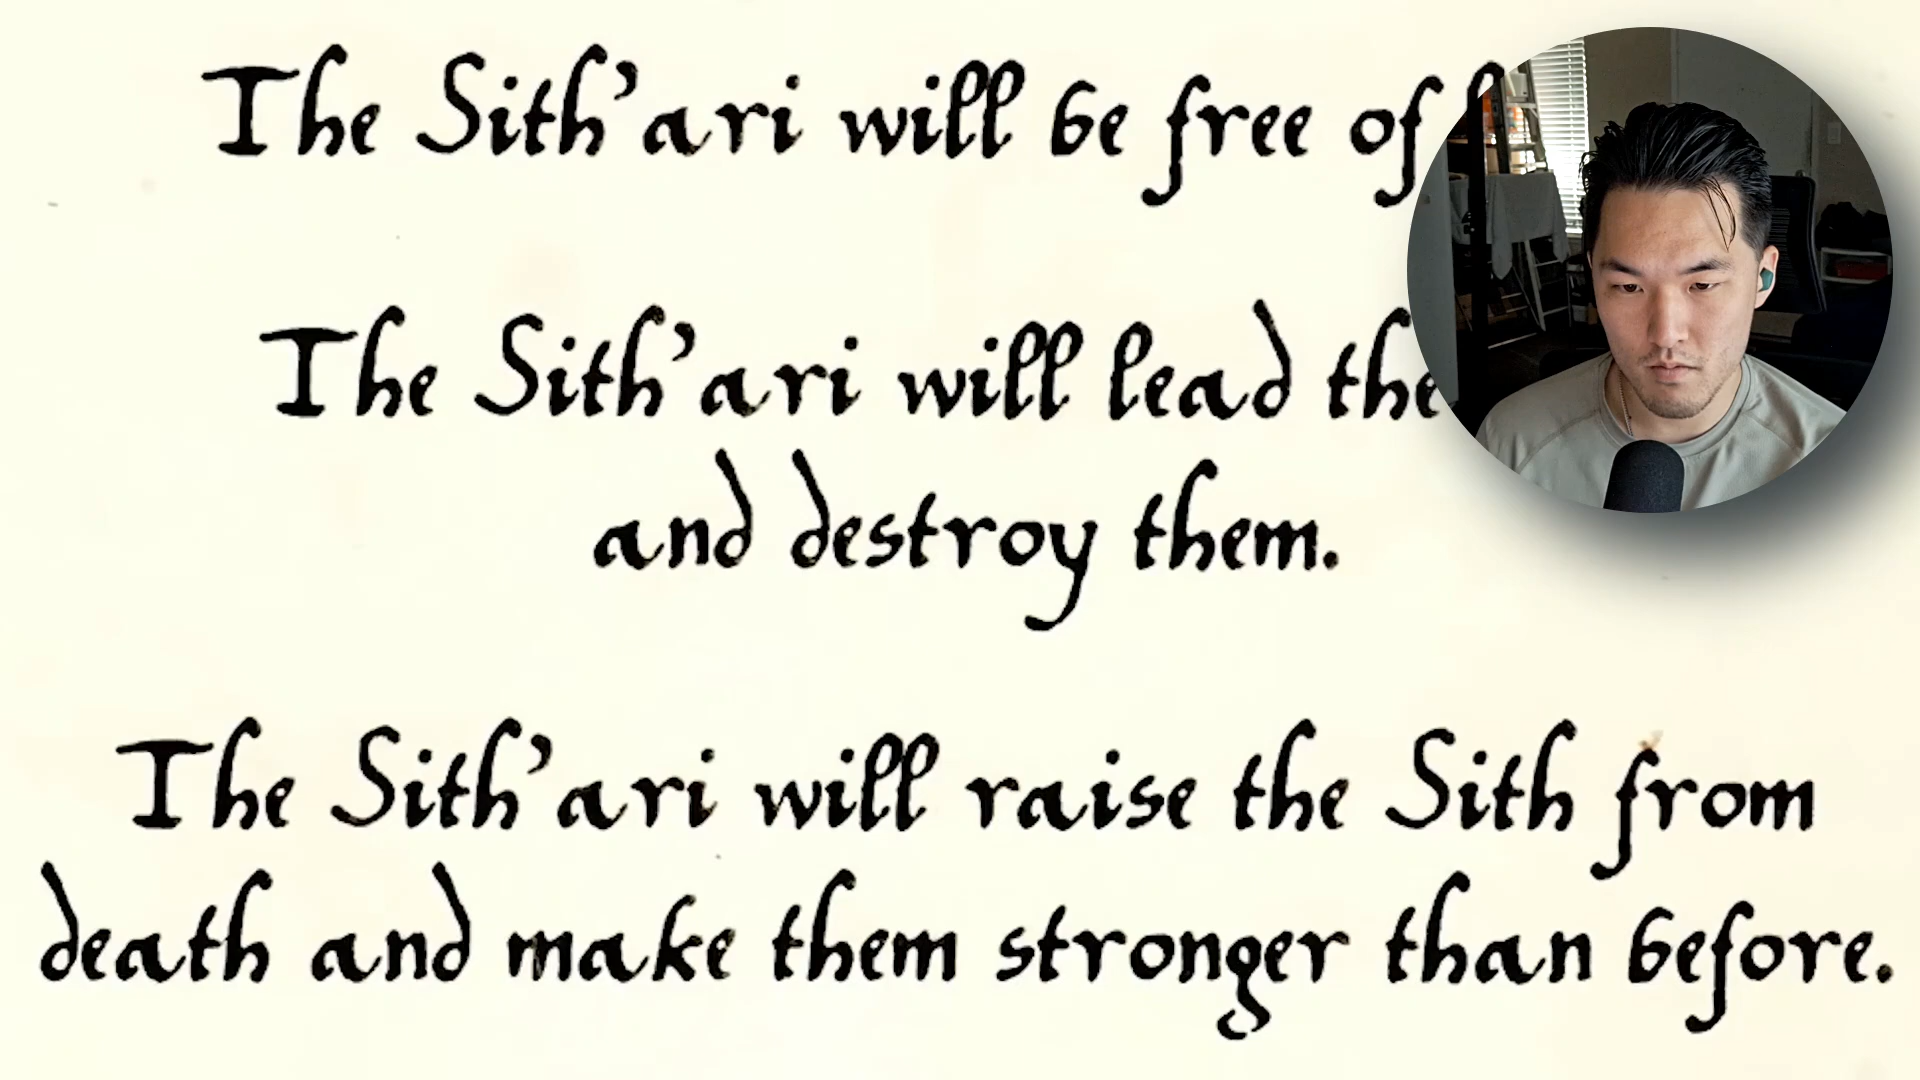 The Sith'ari will be free of
The Sith'ari will lead the
and destroy them.
The Sith'ari will raise the Sith from
death and make them stronger than before.